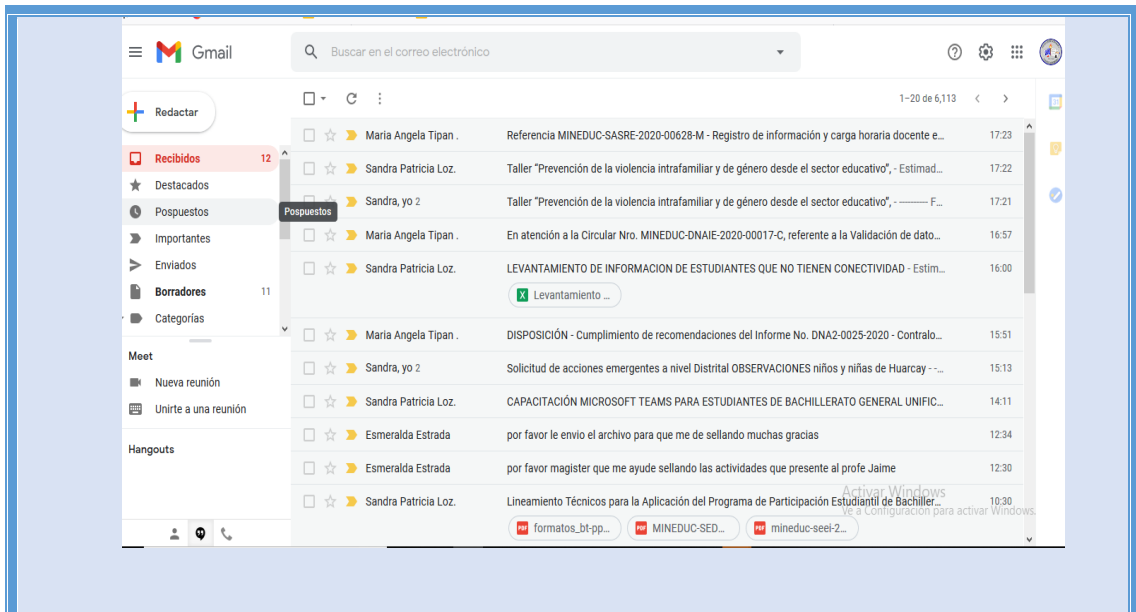 Gmail
Buscar en el correo electrónico
Redactar
1–20 de 6,113
Recibidos 12
Destacados
Pospuestos
Pospuestos
Importantes
Enviados
Borradores 11
Categorías
Meet
Nueva reunión
Unirte a una reunión
Hangouts
Maria Angela Tipan . Referencia MINEDUC-SASRE-2020-00628-M - Registro de información y carga horaria docente e... 17:23
Sandra Patricia Loz. Taller "Prevención de la violencia intrafamiliar y de género desde el sector educativo", - Estimad... 17:22
Sandra, yo 2 Taller "Prevención de la violencia intrafamiliar y de género desde el sector educativo", - ---------- F... 17:21
Maria Angela Tipan . En atención a la Circular Nro. MINEDUC-DNAIE-2020-00017-C, referente a la Validación de dato... 16:57
Sandra Patricia Loz. LEVANTAMIENTO DE INFORMACION DE ESTUDIANTES QUE NO TIENEN CONECTIVIDAD - Estim... 16:00
Levantamiento ...
Maria Angela Tipan . DISPOSICIÓN - Cumplimiento de recomendaciones del Informe No. DNA2-0025-2020 - Contralo... 15:51
Sandra, yo 2 Solicitud de acciones emergentes a nivel Distrital OBSERVACIONES niños y niñas de Huarcay - -... 15:13
Sandra Patricia Loz. CAPACITACIÓN MICROSOFT TEAMS PARA ESTUDIANTES DE BACHILLERATO GENERAL UNIFIC... 14:11
Esmeralda Estrada por favor le envio el archivo para que me de sellando muchas gracias 12:34
Esmeralda Estrada por favor magister que me ayude sellando las actividades que presente al profe Jaime 12:30
Sandra Patricia Loz. Lineamiento Técnicos para la Aplicación del Programa de Participación Estudiantil de Bachiller... 10:30
formatos_bt-pp... MINEDUC-SED... mineduc-seei-2...
Activar Windows
Ve a Configuración para activar Windows.